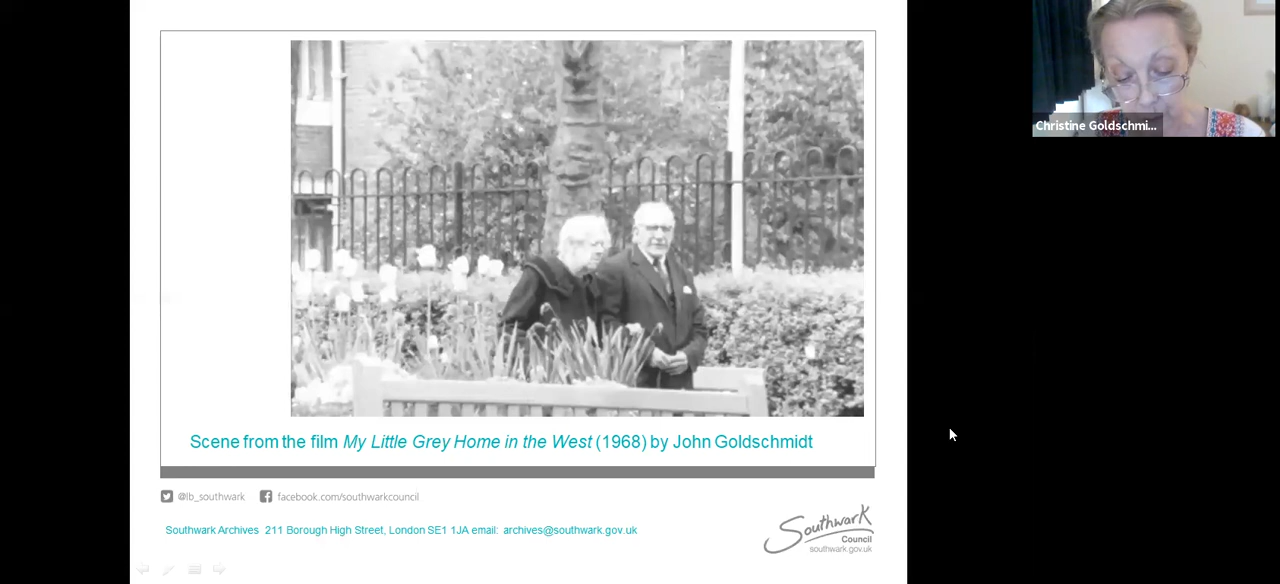 Christine Goldschmi...
Scene from the film My Little Grey Home in the West (1968) by John Goldschmidt
@lb_southwark facebook.com/southwarkcouncil
Southwark Archives 211 Borough High Street, London SE1 1JA email: archives@southwark.gov.uk
Southwark
Council
southwark.gov.uk